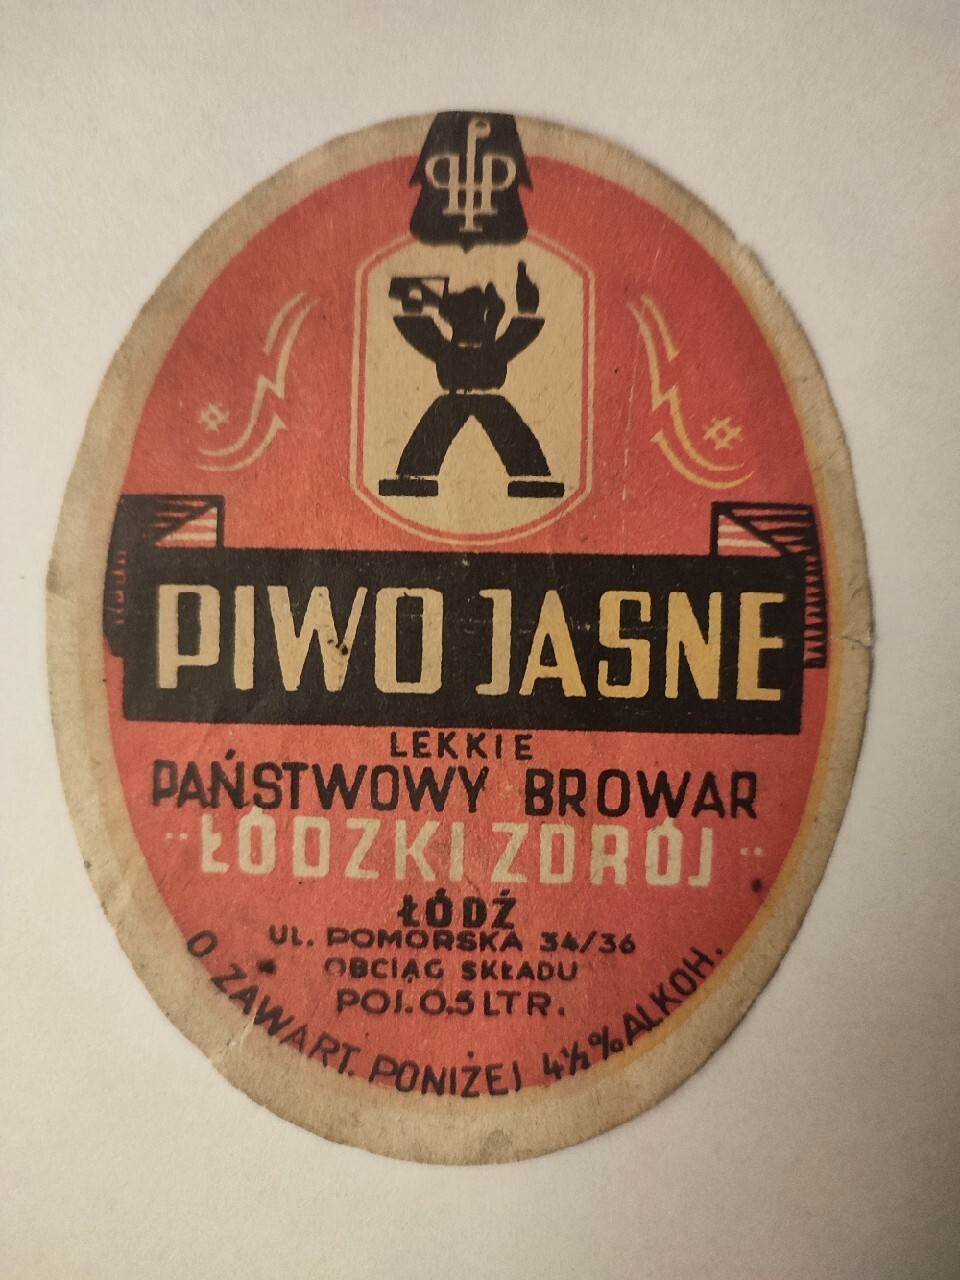 PIWO JASNE
LEKKIE
PAŃSTWOWY BROWAR
"ŁÓDZKI ZDRÓJ"
ŁÓDŹ
UL. POMORSKA 34/36
OBCIĄG SKŁADU
POJ. 0.5 LTR.
O ZAWART. PONIŻEJ 4½% ALKOH.